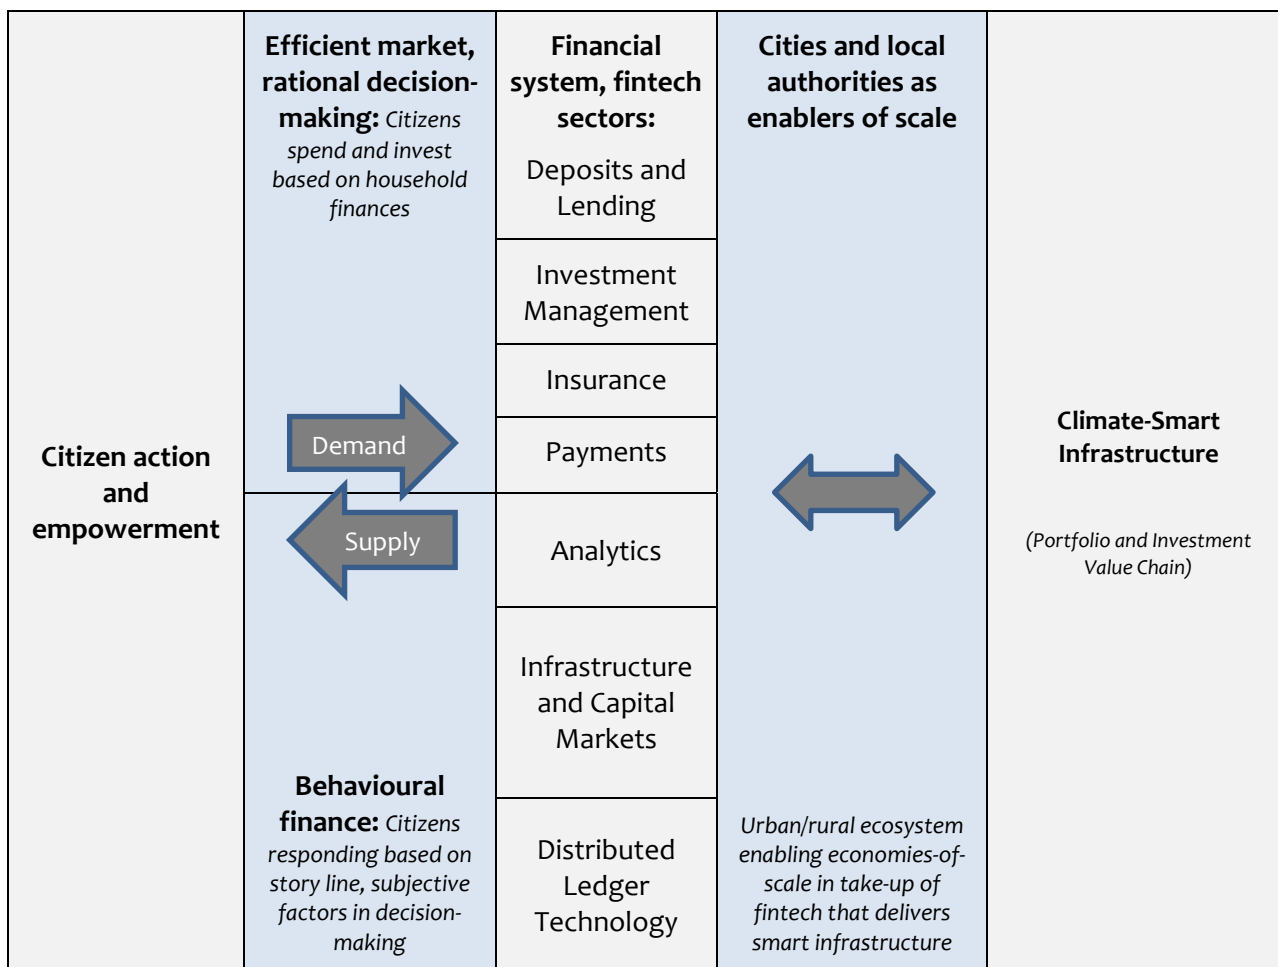 Citizen action
and
empowerment
Efficient market,
rational decision-
making: Citizens
spend and invest
based on household
finances
Demand
Supply
Behavioural
finance: Citizens
responding based on
story line, subjective
factors in decision-
making
Financial
system, fintech
sectors:
Deposits and
Lending
Investment
Management
Insurance
Payments
Analytics
Infrastructure
and Capital
Markets
Distributed
Ledger
Technology
Cities and local
authorities as
enablers of scale
Urban/rural ecosystem
enabling economies-of-
scale in take-up of
fintech that delivers
smart infrastructure
Climate-Smart
Infrastructure
(Portfolio and Investment
Value Chain)